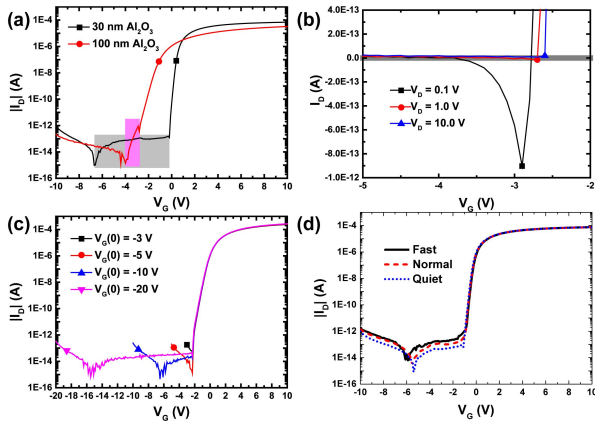 (a)
30 nm Al2O3
100 nm Al2O3
|ID| (A)
1E-4
1E-6
1E-8
1E-10
1E-12
1E-14
1E-16
-10 -8 -6 -4 -2 0 2 4 6 8 10
VG (V)
(b)
ID (A)
4.0E-13
2.0E-13
0.0
-2.0E-13
-4.0E-13
-6.0E-13
-8.0E-13
-1.0E-12
VD = 0.1 V
VD = 1.0 V
VD = 10.0 V
-5 -4 -3 -2
VG (V)
(c)
VG(0) = -3 V
VG(0) = -5 V
VG(0) = -10 V
VG(0) = -20 V
|ID| (A)
1E-4
1E-6
1E-8
1E-10
1E-12
1E-14
1E-16
-20 -18 -16 -14 -12 -10 -8 -6 -4 -2 0 2 4 6 8 10
VG (V)
(d)
Fast
Normal
Quiet
|ID| (A)
1E-4
1E-6
1E-8
1E-10
1E-12
1E-14
1E-16
-10 -8 -6 -4 -2 0 2 4 6 8 10
VG (V)